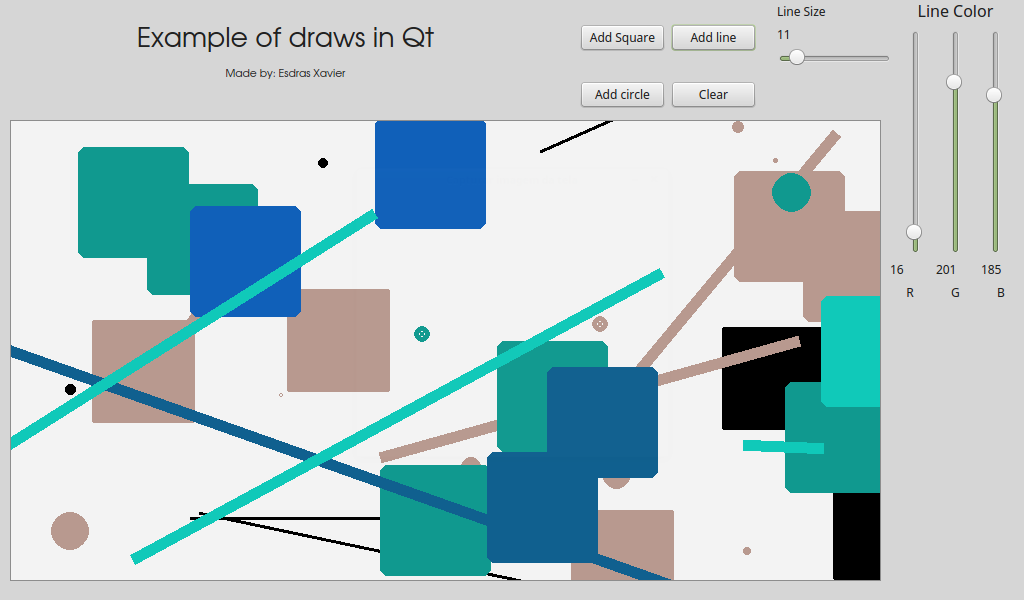 Example of draws in Qt
Made by: Esdras Xavier
Add Square
Add line
Add circle
Clear
Line Size
11
Line Color
16
201
185
R
G
B